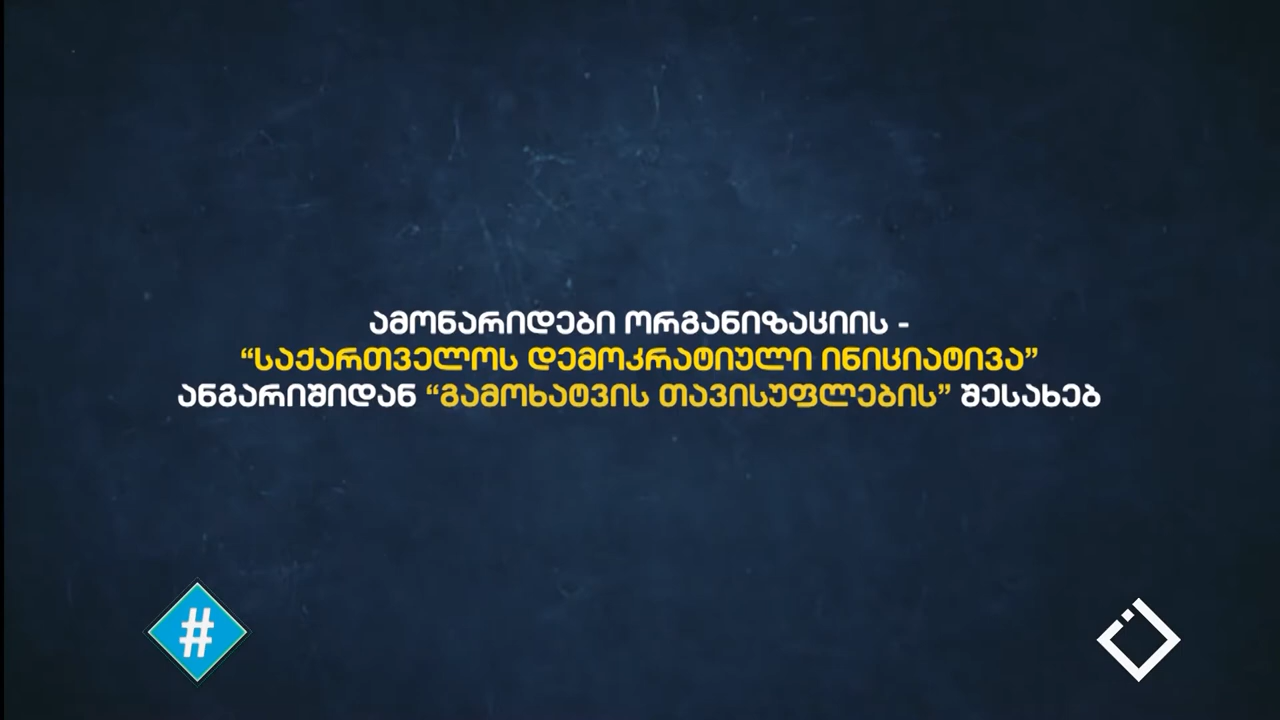 ამონარიდები ორგანიზაციის -
“საქართველოს დემოკრატიული ინიციატივა”
ანგარიშიდან “გამოხატვის თავისუფლების” შესახებ
#